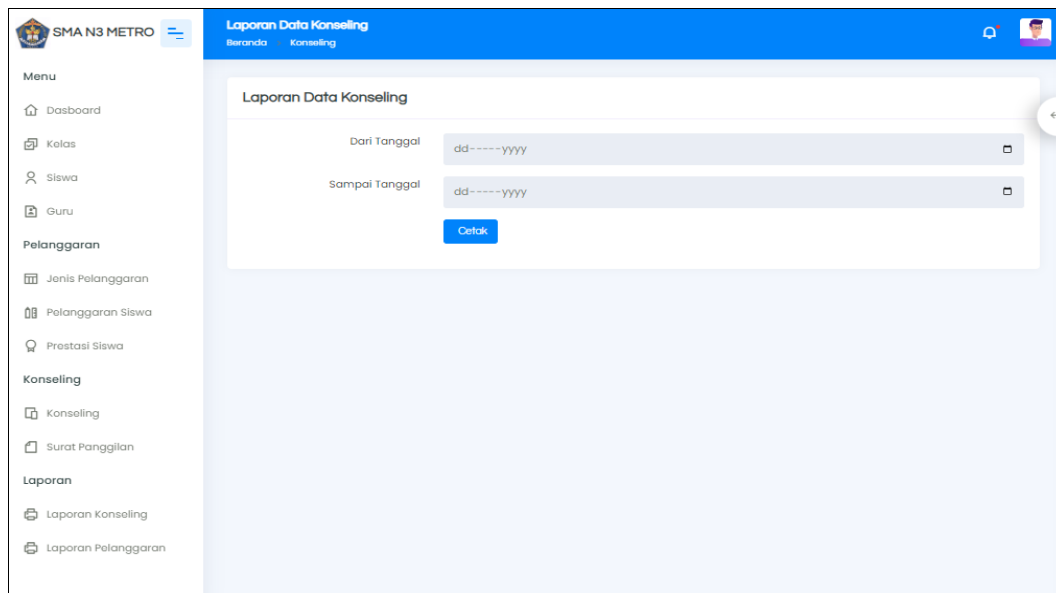 SMA N3 METRO
Menu
Dasboard
Kelas
Siswa
Guru
Pelanggaran
Jenis Pelanggaran
Pelanggaran Siswa
Prestasi Siswa
Konseling
Konseling
Surat Panggilan
Laporan
Laporan Konseling
Laporan Pelanggaran
Laporan Data Konseling
Beranda Konseling
Laporan Data Konseling
Dari Tanggal dd-----yyyy
Sampai Tanggal dd-----yyyy
Cetak